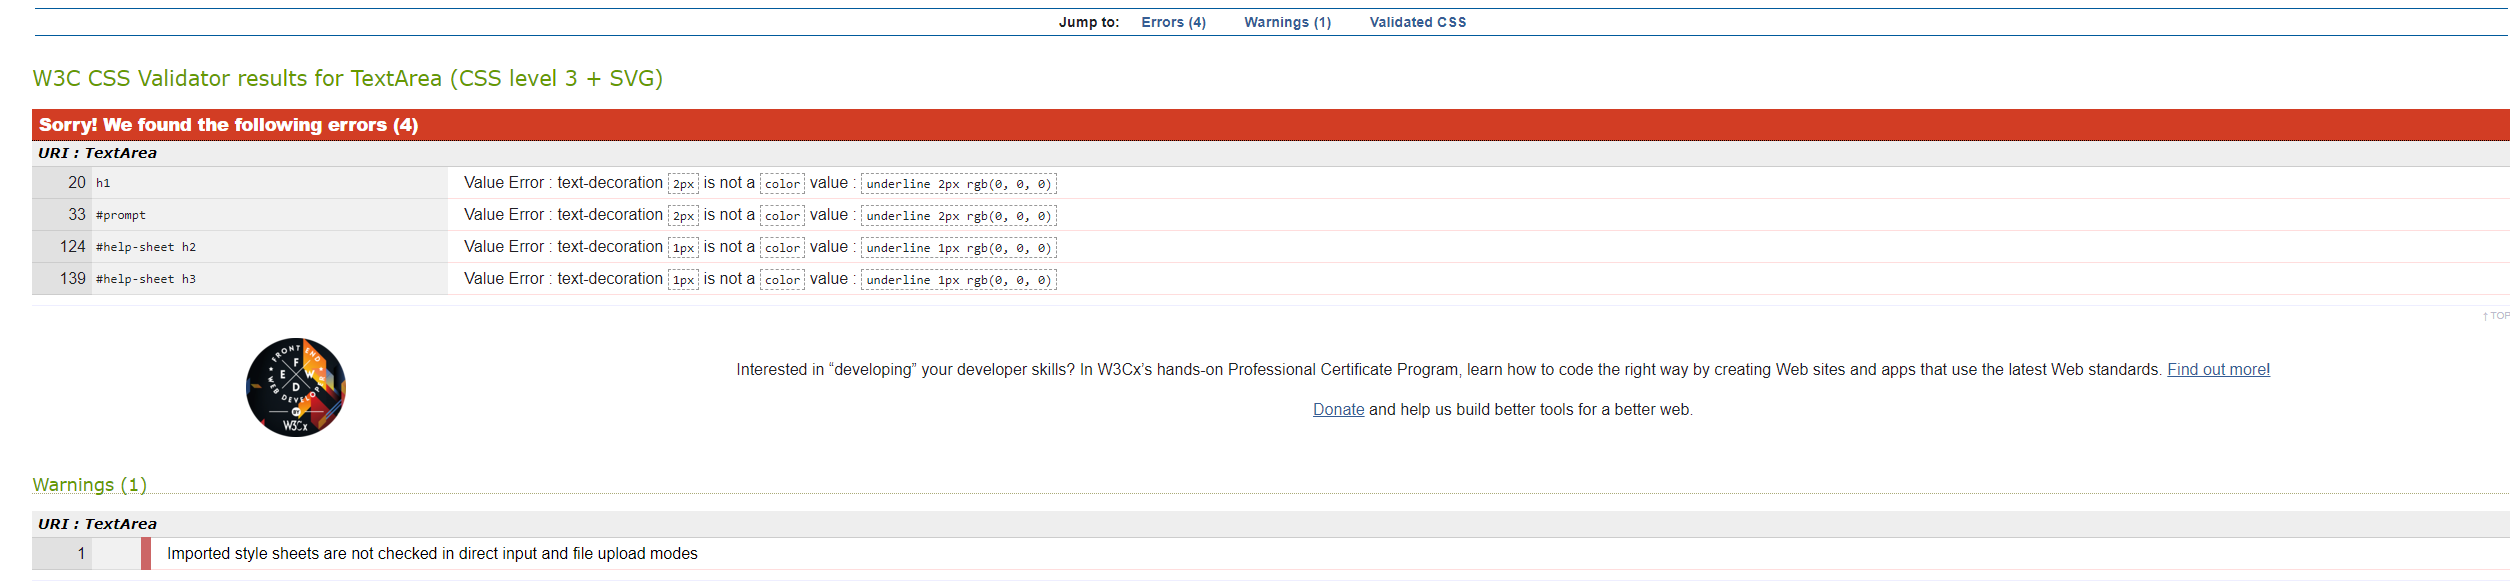 Jump to: Errors (4) Warnings (1) Validated CSS
W3C CSS Validator results for TextArea (CSS level 3 + SVG)
Sorry! We found the following errors (4)
URI : TextArea
20 h1 Value Error : text-decoration 2px is not a color value : underline 2px rgb(0, 0, 0)
33 #prompt Value Error : text-decoration 2px is not a color value : underline 2px rgb(0, 0, 0)
124 #help-sheet h2 Value Error : text-decoration 1px is not a color value : underline 1px rgb(0, 0, 0)
139 #help-sheet h3 Value Error : text-decoration 1px is not a color value : underline 1px rgb(0, 0, 0)
↑ TOP
FRONT END
F E W D
WEB DEVELOPER
W3Cx
Interested in “developing” your developer skills? In W3Cx’s hands-on Professional Certificate Program, learn how to code the right way by creating Web sites and apps that use the latest Web standards. Find out more!
Donate and help us build better tools for a better web.
Warnings (1)
URI : TextArea
1 Imported style sheets are not checked in direct input and file upload modes